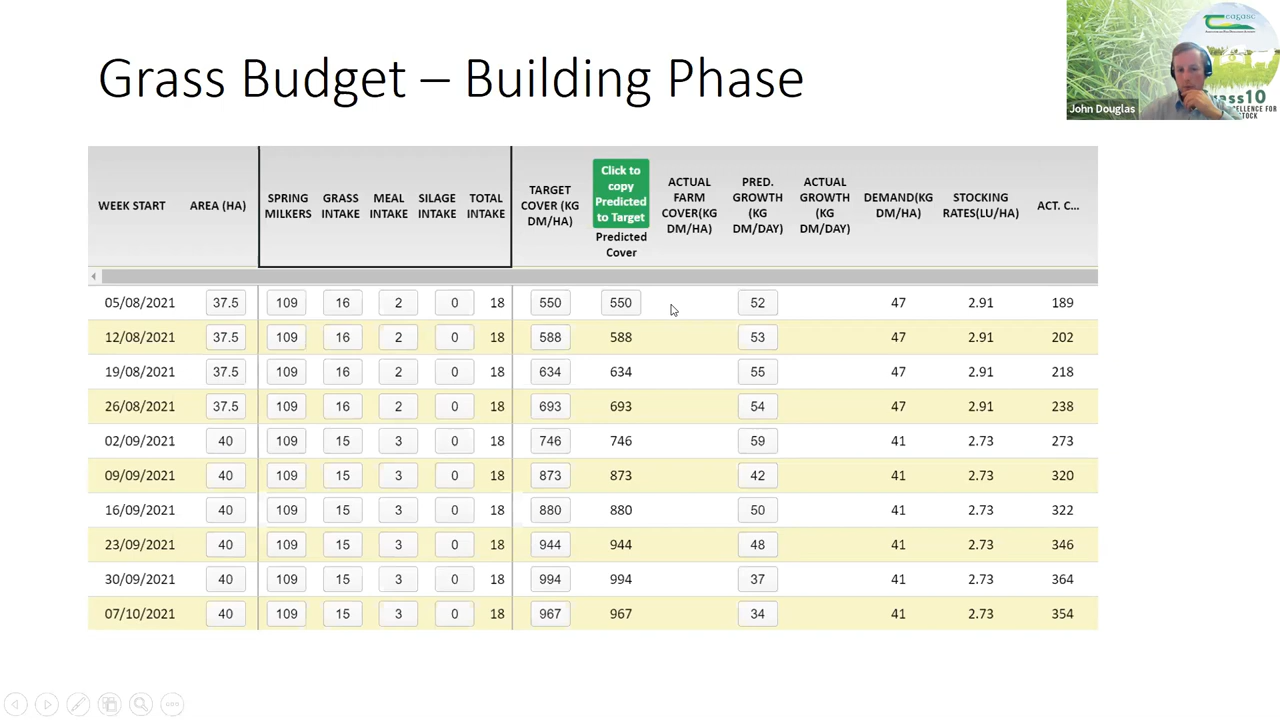 Grass Budget – Building Phase
Teagasc
Grass10
John Douglas
WEEK START AREA (HA) SPRING MILKERS GRASS INTAKE MEAL INTAKE SILAGE INTAKE TOTAL INTAKE TARGET COVER (KG DM/HA) Click to copy Predicted to Target Predicted Cover ACTUAL FARM COVER(KG DM/HA) PRED. GROWTH (KG DM/DAY) ACTUAL GROWTH (KG DM/DAY) DEMAND(KG DM/HA) STOCKING RATES(LU/HA) ACT. C...
05/08/2021 37.5 109 16 2 0 18 550 550 52 47 2.91 189
12/08/2021 37.5 109 16 2 0 18 588 588 53 47 2.91 202
19/08/2021 37.5 109 16 2 0 18 634 634 55 47 2.91 218
26/08/2021 37.5 109 16 2 0 18 693 693 54 47 2.91 238
02/09/2021 40 109 15 3 0 18 746 746 59 41 2.73 273
09/09/2021 40 109 15 3 0 18 873 873 42 41 2.73 320
16/09/2021 40 109 15 3 0 18 880 880 50 41 2.73 322
23/09/2021 40 109 15 3 0 18 944 944 48 41 2.73 346
30/09/2021 40 109 15 3 0 18 994 994 37 41 2.73 364
07/10/2021 40 109 15 3 0 18 967 967 34 41 2.73 354